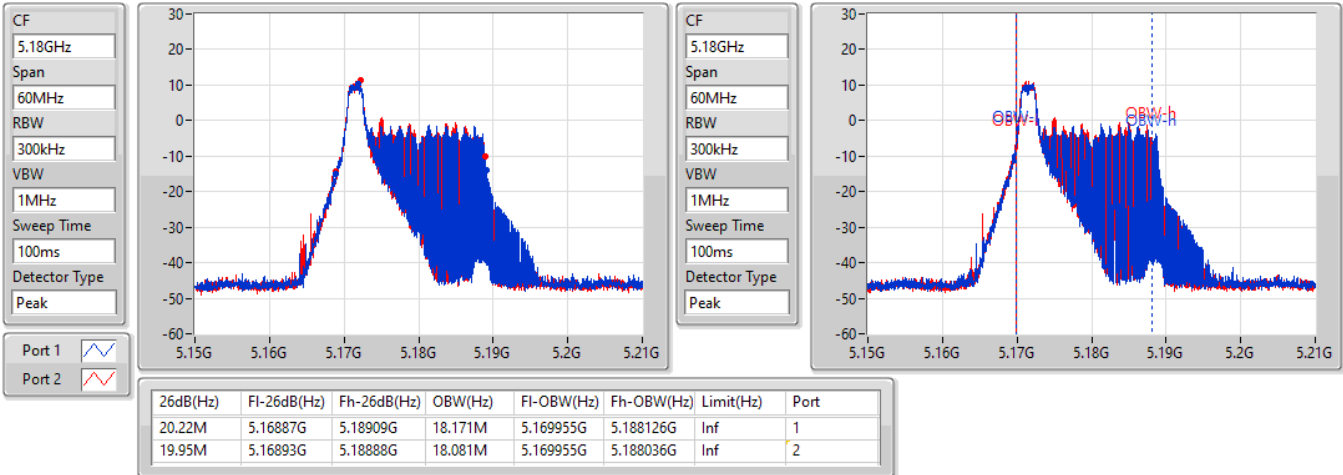 CF
5.18GHz
Span
60MHz
RBW
300kHz
VBW
1MHz
Sweep Time
100ms
Detector Type
Peak
Port 1
Port 2
30
20
10
0
-10
-20
-30
-40
-50
-60
5.15G 5.16G 5.17G 5.18G 5.19G 5.2G 5.21G
CF
5.18GHz
Span
60MHz
RBW
300kHz
VBW
1MHz
Sweep Time
100ms
Detector Type
Peak
30
20
10
0
-10
-20
-30
-40
-50
-60
OBW-l
OBW-l
OBW-h
OBW-h
5.15G 5.16G 5.17G 5.18G 5.19G 5.2G 5.21G
26dB(Hz) Fl-26dB(Hz) Fh-26dB(Hz) OBW(Hz) Fl-OBW(Hz) Fh-OBW(Hz) Limit(Hz) Port
20.22M 5.16887G 5.18909G 18.171M 5.169955G 5.188126G Inf 1
19.95M 5.16893G 5.18888G 18.081M 5.169955G 5.188036G Inf 2